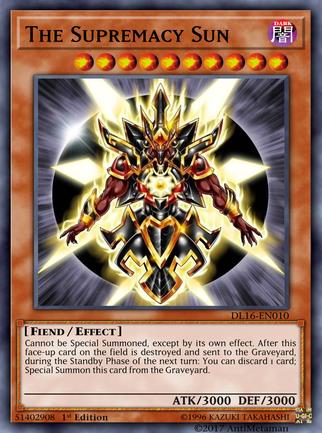 The Supremacy Sun
DARK
闇
DL16-EN010
[Fiend / Effect]
Cannot be Special Summoned, except by its own effect. After this
face-up card on the field is destroyed and sent to the Graveyard,
during the Standby Phase of the next turn: You can discard 1 card;
Special Summon this card from the Graveyard.
ATK/3000 DEF/3000
51402908 1st Edition ©1996 KAZUKI TAKAHASHI
©2017 AntiMetaman